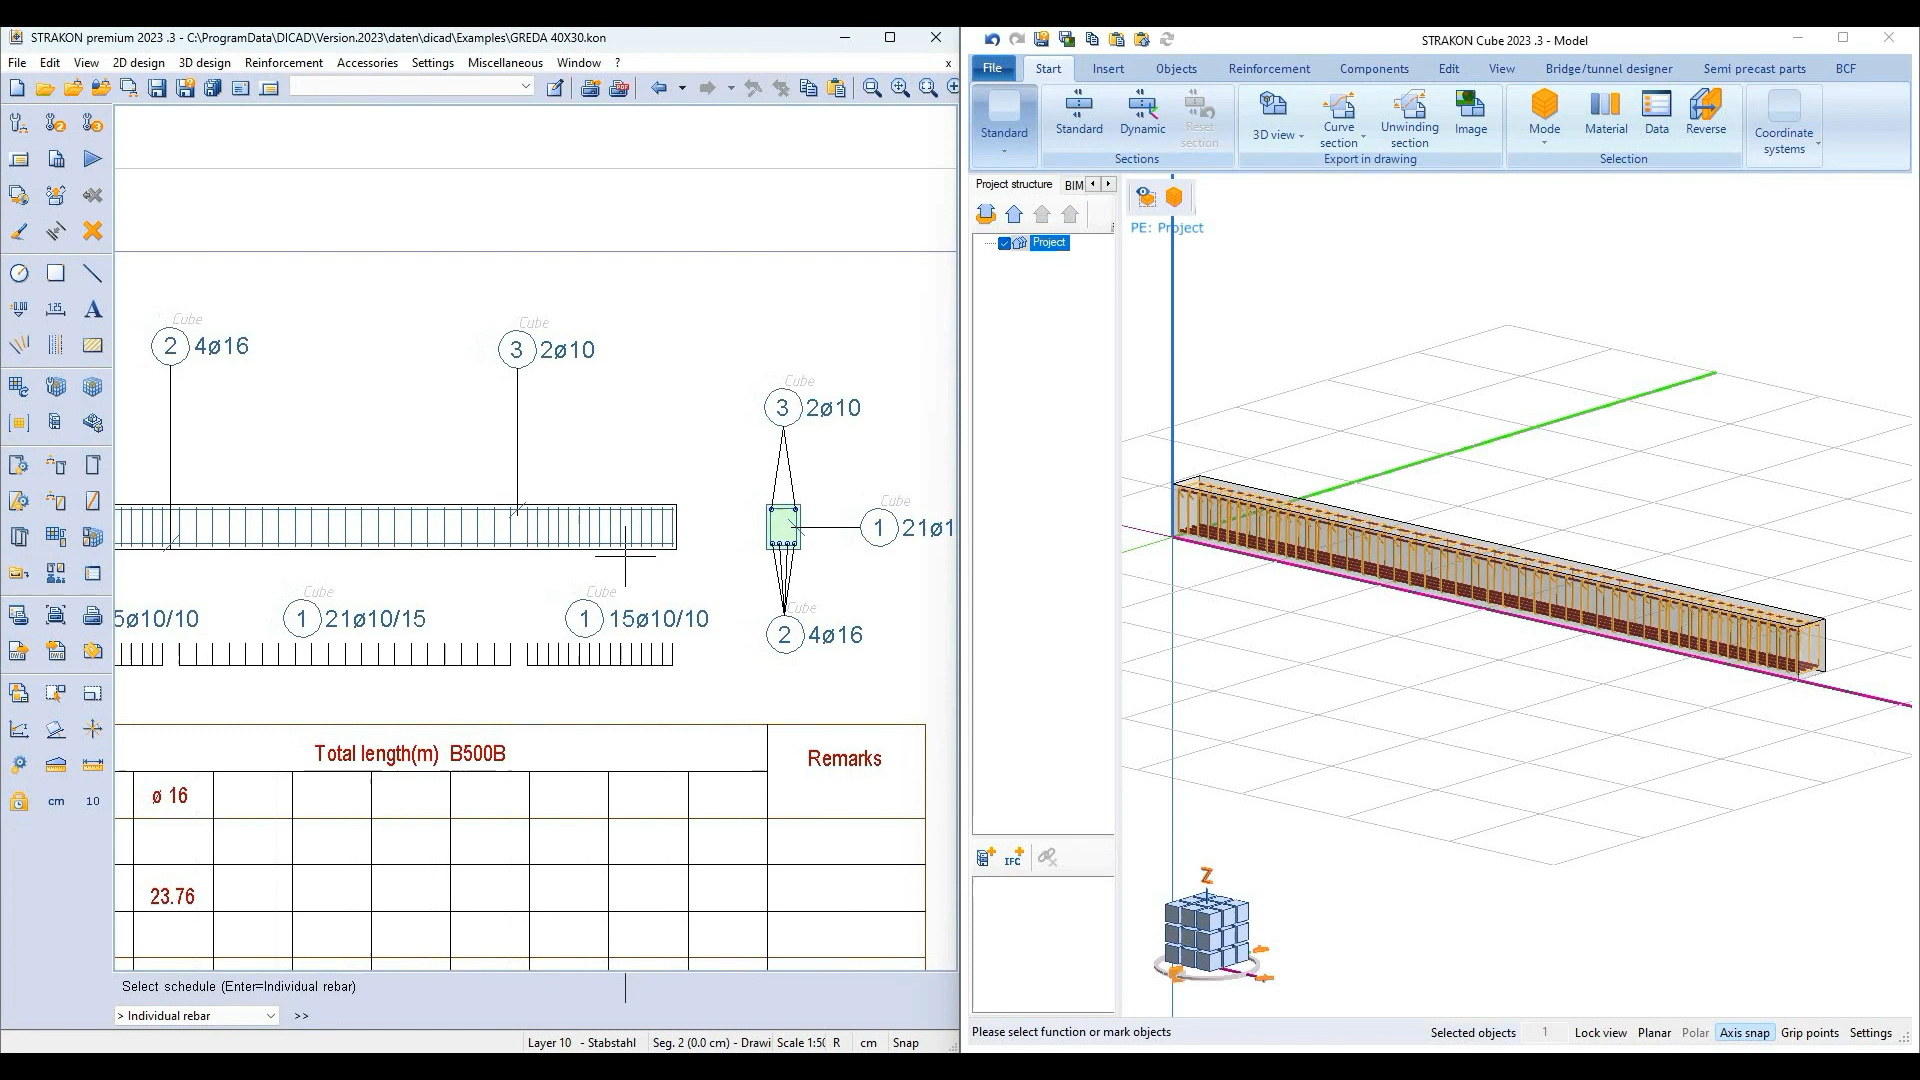 STRAKON premium 2023 .3 - C:\ProgramData\DICAD\Version.2023\daten\dicad\Examples\GREDA 40X30.kon
File Edit View 2D design 3D design Reinforcement Accessories Settings Miscellaneous Window ?
Cube
2 4ø16
Cube
3 2ø10
Cube
3 2ø10
Cube
1 21ø1
Cube
5ø10/10
1 21ø10/15
Cube
1 15ø10/10
Cube
2 4ø16
Total length(m) B500B
Remarks
ø 16
23.76
cm 10
Select schedule (Enter=Individual rebar)
> Individual rebar >>
Layer 10 - Stabstahl Seg. 2 (0.0 cm) - Drawi Scale 1:50 R cm Snap
STRAKON Cube 2023 .3 - Model
File Start Insert Objects Reinforcement Components Edit View Bridge/tunnel designer Semi precast parts BCF
Standard
Standard
Dynamic
Reset section
Sections
3D view
Curve section
Unwinding section
Image
Export in drawing
Mode
Material
Data
Reverse
Selection
Coordinate systems
Project structure BIM
Project
PE: Project
IFC
Z
Please select function or mark objects
Selected objects 1 Lock view Planar Polar Axis snap Grip points Settings